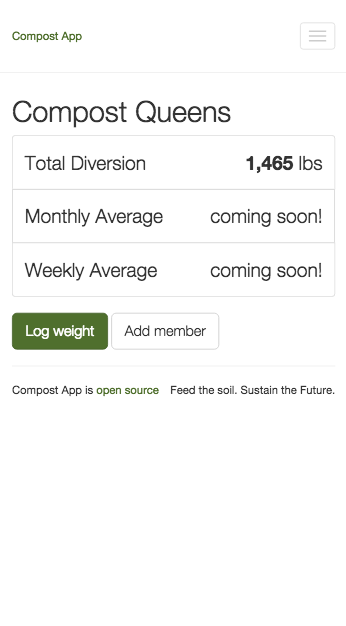 Compost App
Compost Queens
Total Diversion 1,465 lbs
Monthly Average coming soon!
Weekly Average coming soon!
Log weight Add member
Compost App is open source Feed the soil. Sustain the Future.